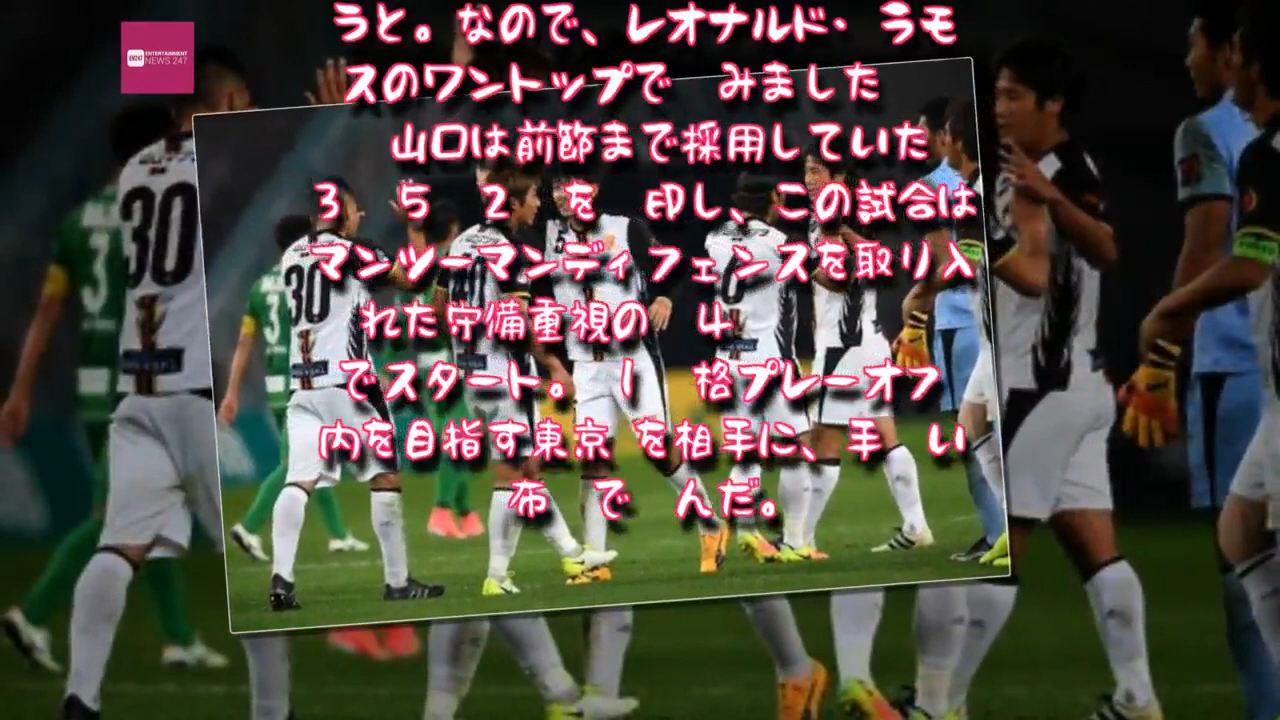 ENTERTAINMENT
NEWS 247
うと。なので、レオナルド・ ラモ
スのワントップで みました
山口は前節まで採用していた
3 5 2 を 印し、この試合は
マンツーマンディフェンスを取り入
れた守備重視の 4
でスタート。 1 格プレーオフ
内を目指す東京 を相手に、手 い
布 で んだ。
30
3
30
3